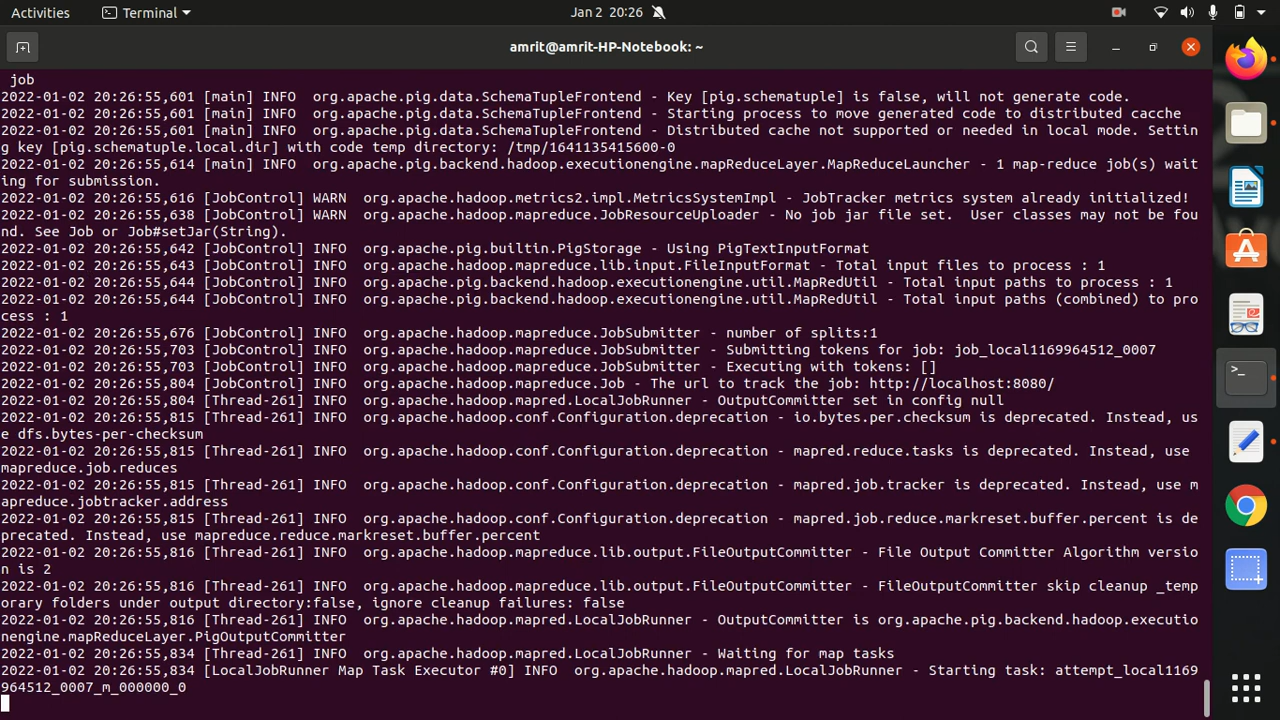 Activities
Terminal
Jan 2 20:26
amrit@amrit-HP-Notebook: ~
job
2022-01-02 20:26:55,601 [main] INFO  org.apache.pig.data.SchemaTupleFrontend - Key [pig.schematuple] is false, will not generate code.
2022-01-02 20:26:55,601 [main] INFO  org.apache.pig.data.SchemaTupleFrontend - Starting process to move generated code to distributed cacche
2022-01-02 20:26:55,601 [main] INFO  org.apache.pig.data.SchemaTupleFrontend - Distributed cache not supported or needed in local mode. Settin
g key [pig.schematuple.local.dir] with code temp directory: /tmp/1641135415600-0
2022-01-02 20:26:55,614 [main] INFO  org.apache.pig.backend.hadoop.executionengine.mapReduceLayer.MapReduceLauncher - 1 map-reduce job(s) wait
ing for submission.
2022-01-02 20:26:55,616 [JobControl] WARN  org.apache.hadoop.metrics2.impl.MetricsSystemImpl - JobTracker metrics system already initialized!
2022-01-02 20:26:55,638 [JobControl] WARN  org.apache.hadoop.mapreduce.JobResourceUploader - No job jar file set.  User classes may not be fou
nd. See Job or Job#setJar(String).
2022-01-02 20:26:55,642 [JobControl] INFO  org.apache.pig.builtin.PigStorage - Using PigTextInputFormat
2022-01-02 20:26:55,643 [JobControl] INFO  org.apache.hadoop.mapreduce.lib.input.FileInputFormat - Total input files to process : 1
2022-01-02 20:26:55,644 [JobControl] INFO  org.apache.pig.backend.hadoop.executionengine.util.MapRedUtil - Total input paths to process : 1
2022-01-02 20:26:55,644 [JobControl] INFO  org.apache.pig.backend.hadoop.executionengine.util.MapRedUtil - Total input paths (combined) to pro
cess : 1
2022-01-02 20:26:55,676 [JobControl] INFO  org.apache.hadoop.mapreduce.JobSubmitter - number of splits:1
2022-01-02 20:26:55,703 [JobControl] INFO  org.apache.hadoop.mapreduce.JobSubmitter - Submitting tokens for job: job_local1169964512_0007
2022-01-02 20:26:55,703 [JobControl] INFO  org.apache.hadoop.mapreduce.JobSubmitter - Executing with tokens: []
2022-01-02 20:26:55,804 [JobControl] INFO  org.apache.hadoop.mapreduce.Job - The url to track the job: http://localhost:8080/
2022-01-02 20:26:55,804 [Thread-261] INFO  org.apache.hadoop.mapred.LocalJobRunner - OutputCommitter set in config null
2022-01-02 20:26:55,815 [Thread-261] INFO  org.apache.hadoop.conf.Configuration.deprecation - io.bytes.per.checksum is deprecated. Instead, us
e dfs.bytes-per-checksum
2022-01-02 20:26:55,815 [Thread-261] INFO  org.apache.hadoop.conf.Configuration.deprecation - mapred.reduce.tasks is deprecated. Instead, use
mapreduce.job.reduces
2022-01-02 20:26:55,815 [Thread-261] INFO  org.apache.hadoop.conf.Configuration.deprecation - mapred.job.tracker is deprecated. Instead, use m
apreduce.jobtracker.address
2022-01-02 20:26:55,815 [Thread-261] INFO  org.apache.hadoop.conf.Configuration.deprecation - mapred.job.reduce.markreset.buffer.percent is de
precated. Instead, use mapreduce.reduce.markreset.buffer.percent
2022-01-02 20:26:55,816 [Thread-261] INFO  org.apache.hadoop.mapreduce.lib.output.FileOutputCommitter - File Output Committer Algorithm versio
n is 2
2022-01-02 20:26:55,816 [Thread-261] INFO  org.apache.hadoop.mapreduce.lib.output.FileOutputCommitter - FileOutputCommitter skip cleanup _temp
orary folders under output directory:false, ignore cleanup failures: false
2022-01-02 20:26:55,816 [Thread-261] INFO  org.apache.hadoop.mapred.LocalJobRunner - OutputCommitter is org.apache.pig.backend.hadoop.executio
nengine.mapReduceLayer.PigOutputCommitter
2022-01-02 20:26:55,834 [Thread-261] INFO  org.apache.hadoop.mapred.LocalJobRunner - Waiting for map tasks
2022-01-02 20:26:55,834 [LocalJobRunner Map Task Executor #0] INFO  org.apache.hadoop.mapred.LocalJobRunner - Starting task: attempt_local1169
964512_0007_m_000000_0